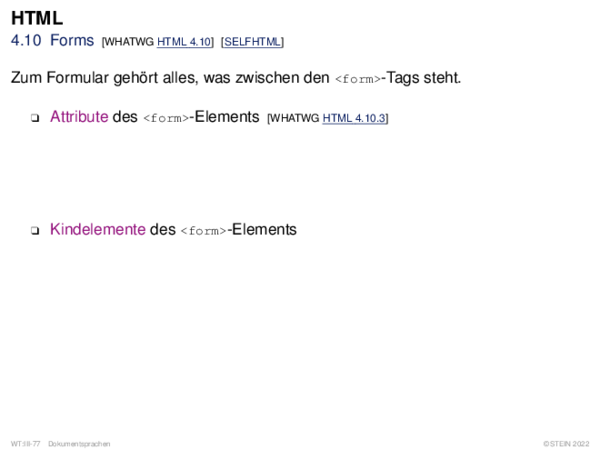 HTML
4.10 Forms [WHATWG HTML 4.10] [SELFHTML]
Zum Formular gehört alles, was zwischen den <form>-Tags steht.
❑ Attribute des <form>-Elements [WHATWG HTML 4.10.3]
❑ Kindelemente des <form>-Elements
WT:III-77 Dokumentsprachen ©STEIN 2022